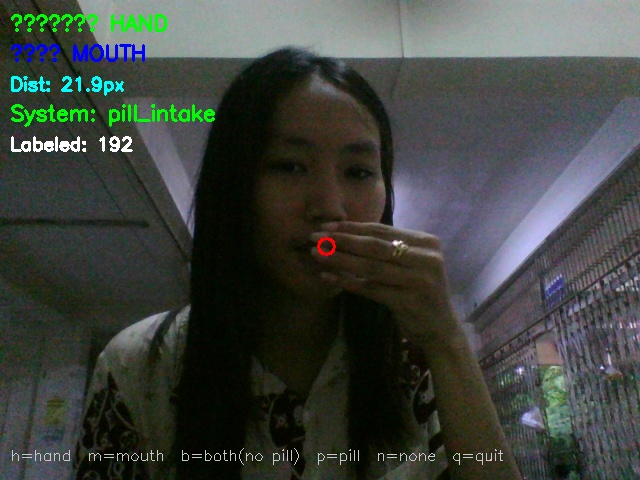 ??????? HAND
???? MOUTH
Dist: 21.9px
System: pill_intake
Labeled: 192
h=hand m=mouth b=both(no pill) p=pill n=none q=quit